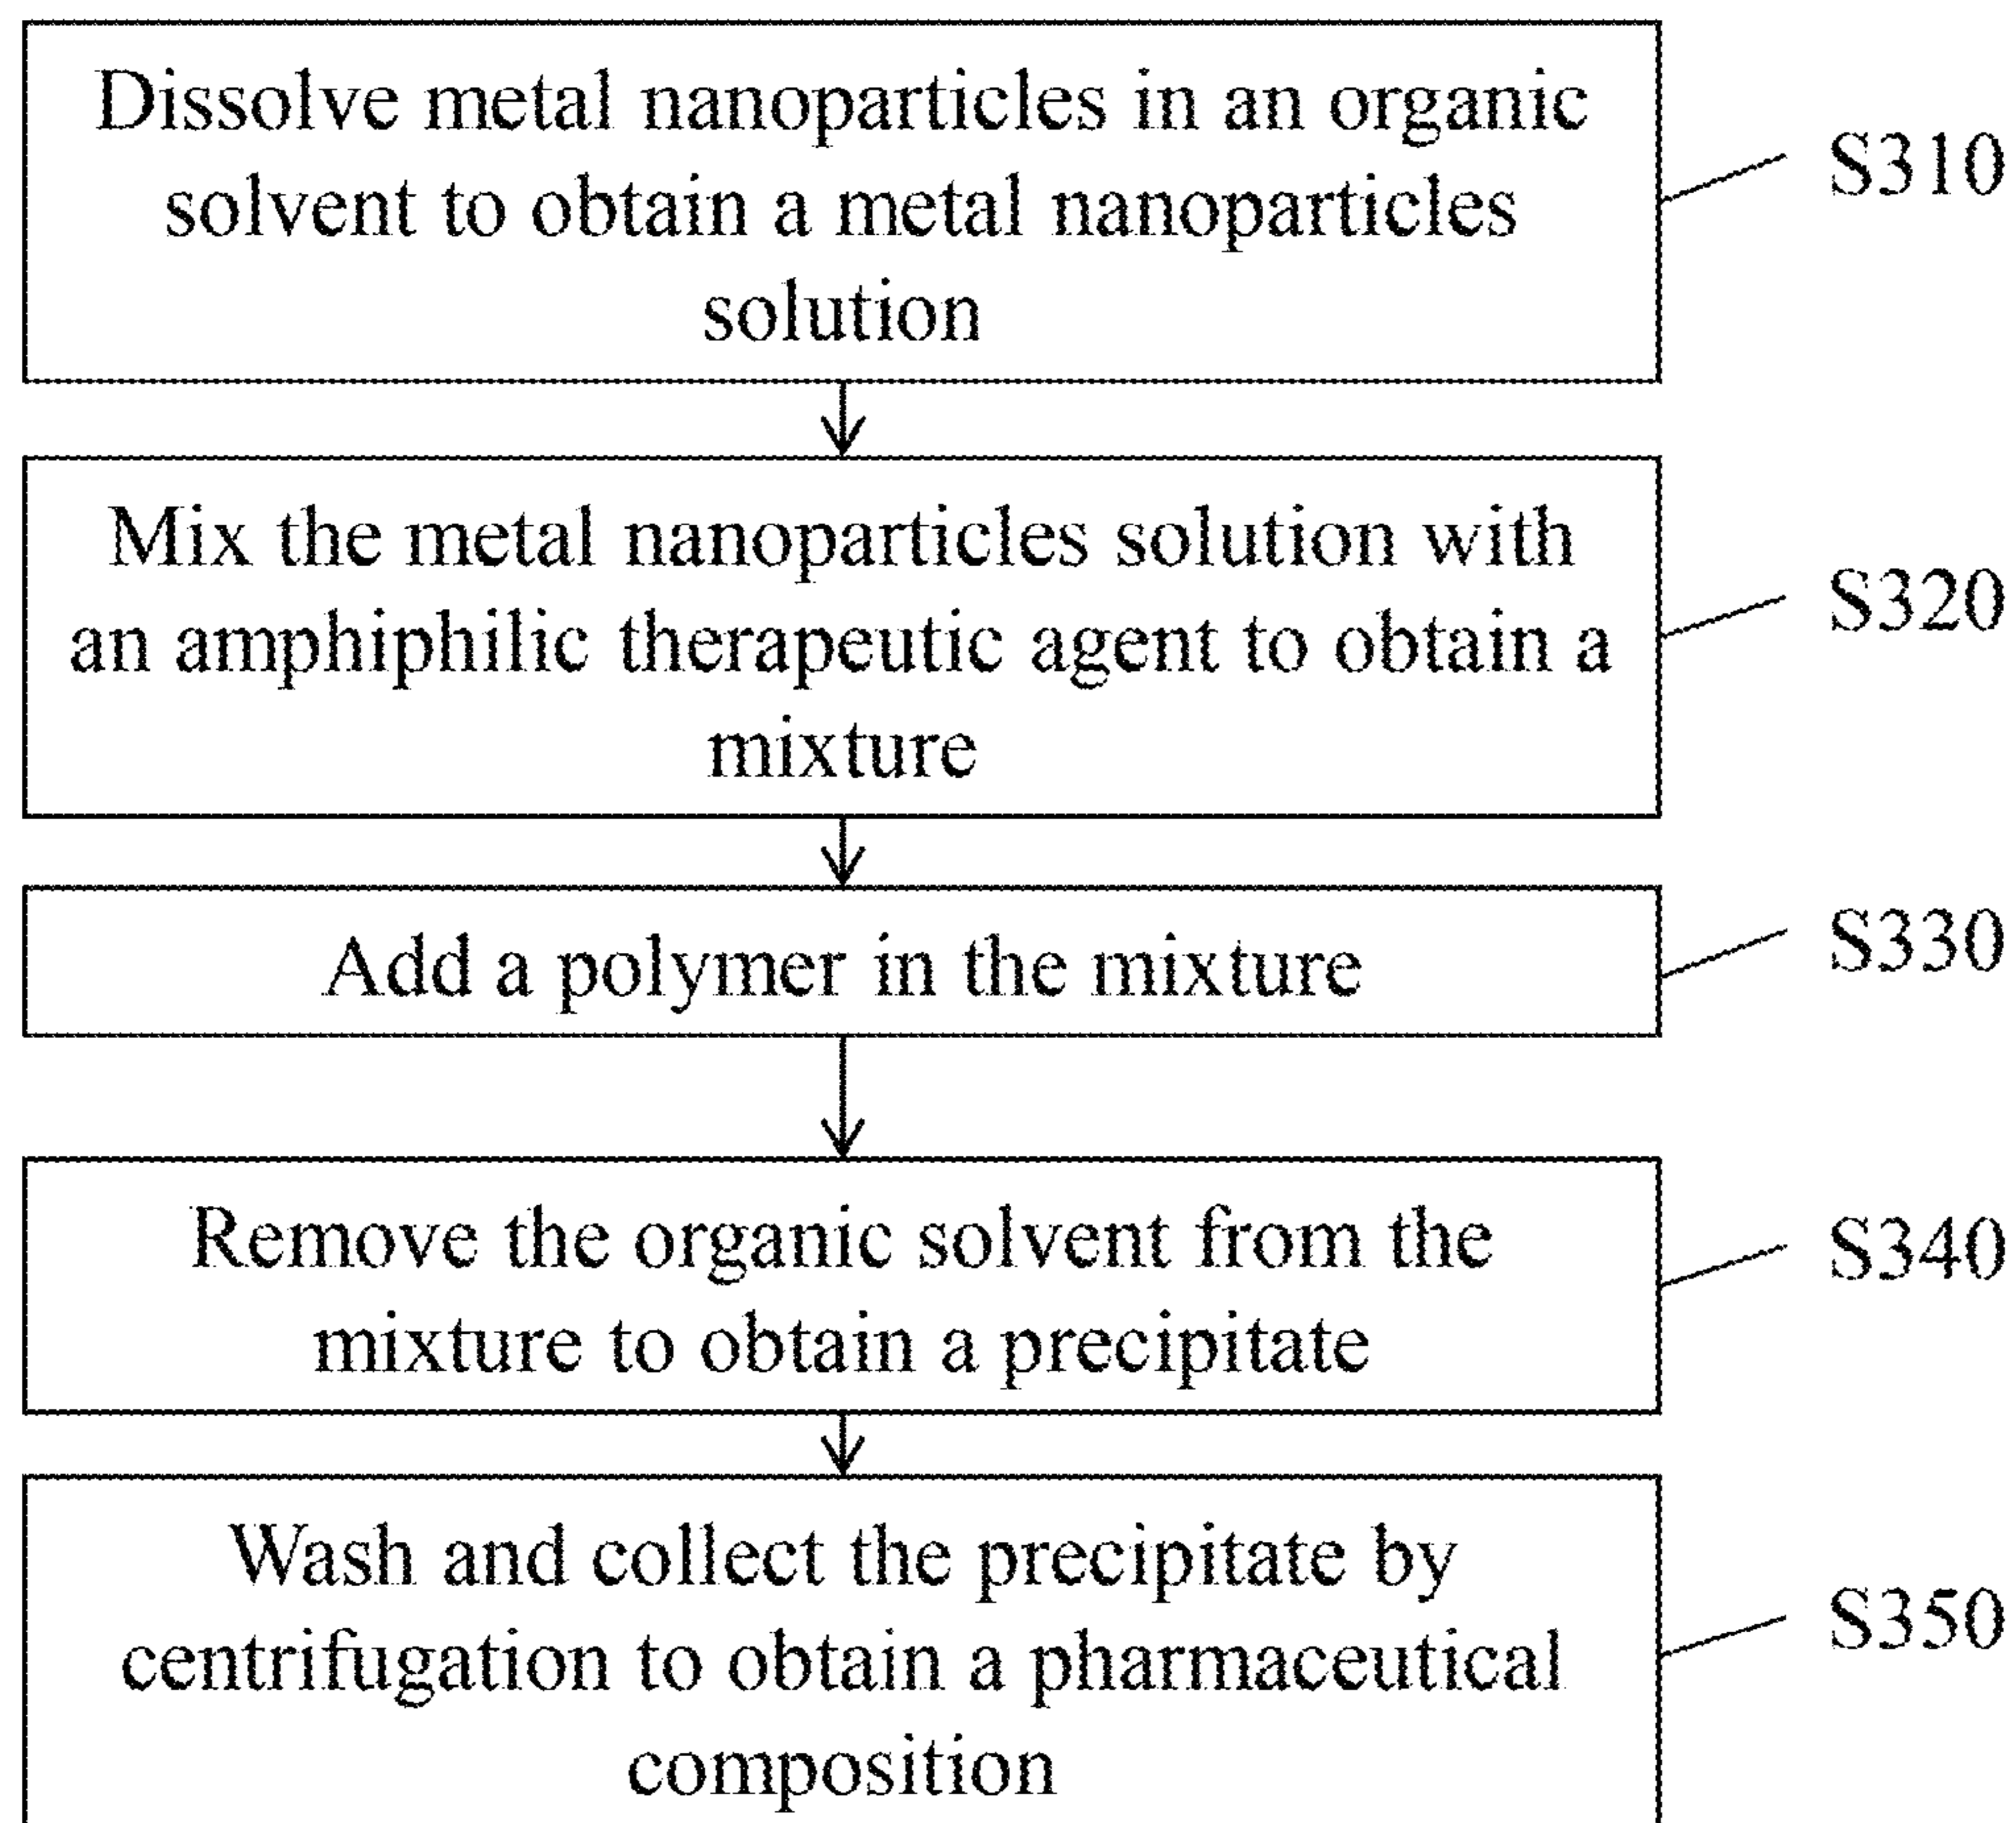 Dissolve metal nanoparticles in an organic
solvent to obtain a metal nanoparticles
solution
S310
Mix the metal nanoparticles solution with
an amphiphilic therapeutic agent to obtain a
mixture
S320
Add a polymer in the mixture
S330
Remove the organic solvent from the
mixture to obtain a precipitate
S340
Wash and collect the precipitate by
centrifugation to obtain a pharmaceutical
composition
S350